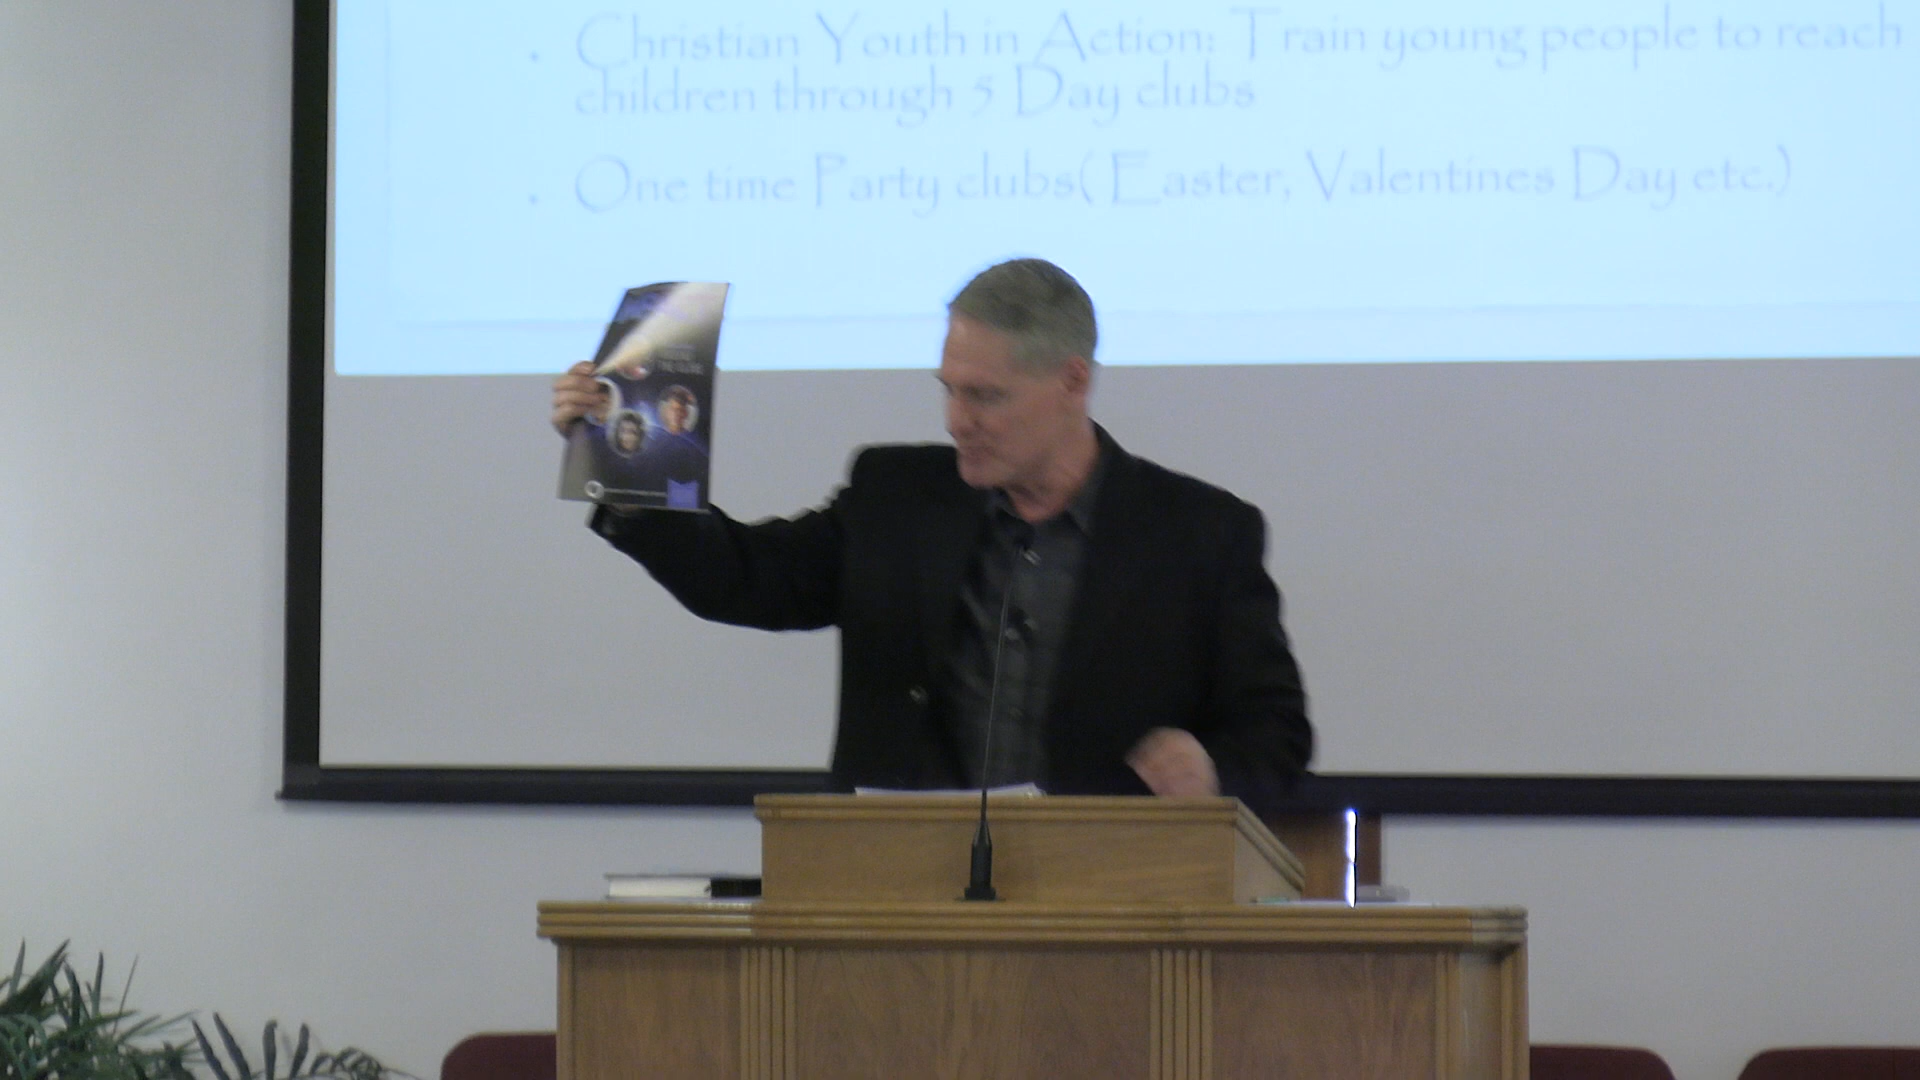 • Christian Youth in Action: Train young people to reach
children through 5 Day clubs
• One time Party clubs( Easter, Valentines Day etc.)